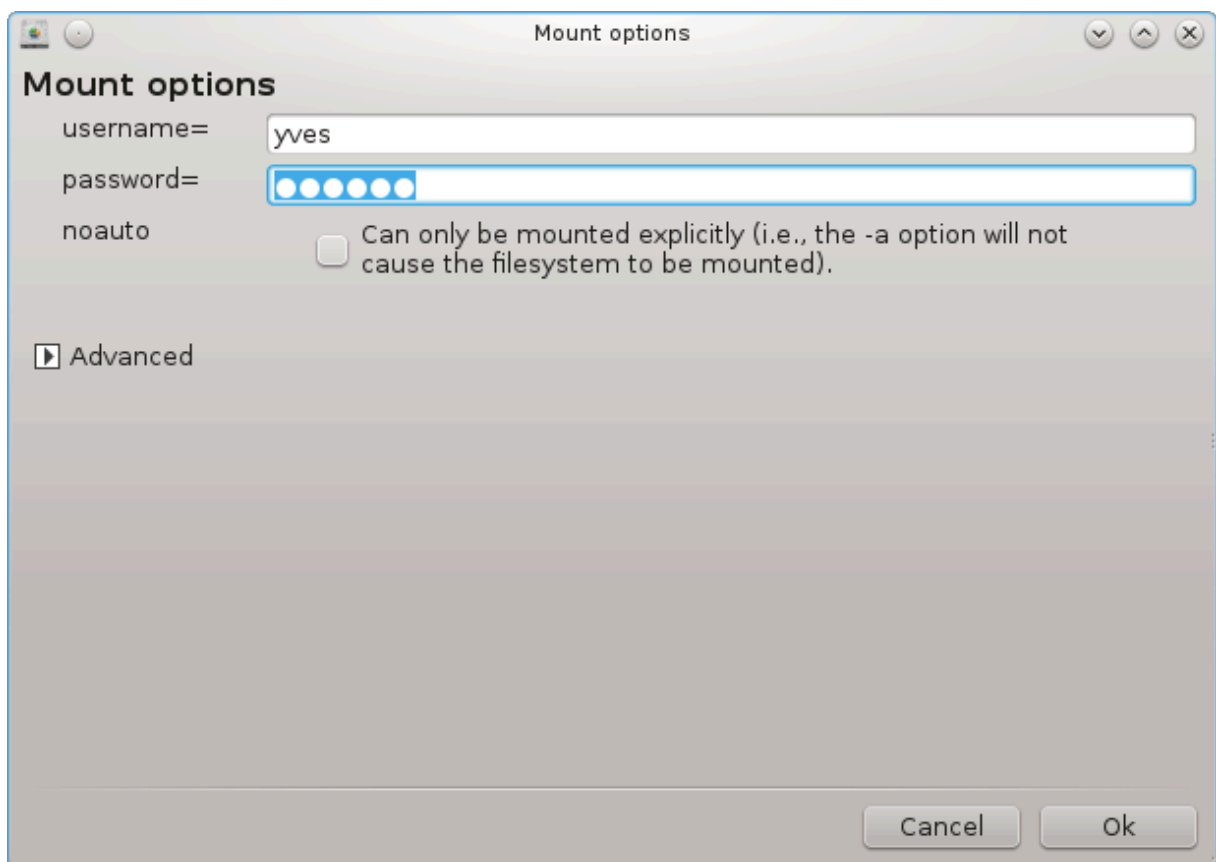 Mount options
Mount options
username= yves
password= ●●●●●●
noauto Can only be mounted explicitly (i.e., the -a option will not
cause the filesystem to be mounted).
Advanced
Cancel Ok